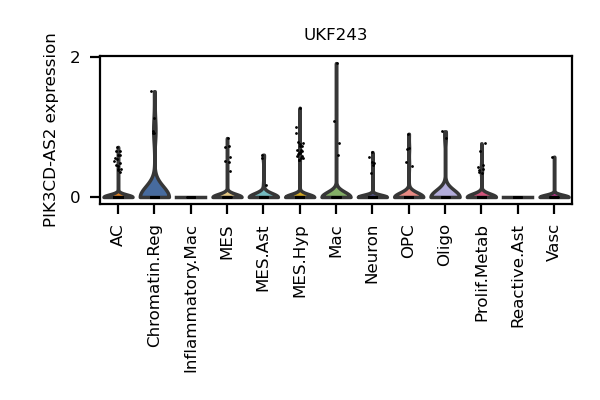 UKF243
PIK3CD-AS2 expression
2
0
AC
Chromatin.Reg
Inflammatory.Mac
MES
MES.Ast
MES.Hyp
Mac
Neuron
OPC
Oligo
Prolif.Metab
Reactive.Ast
Vasc